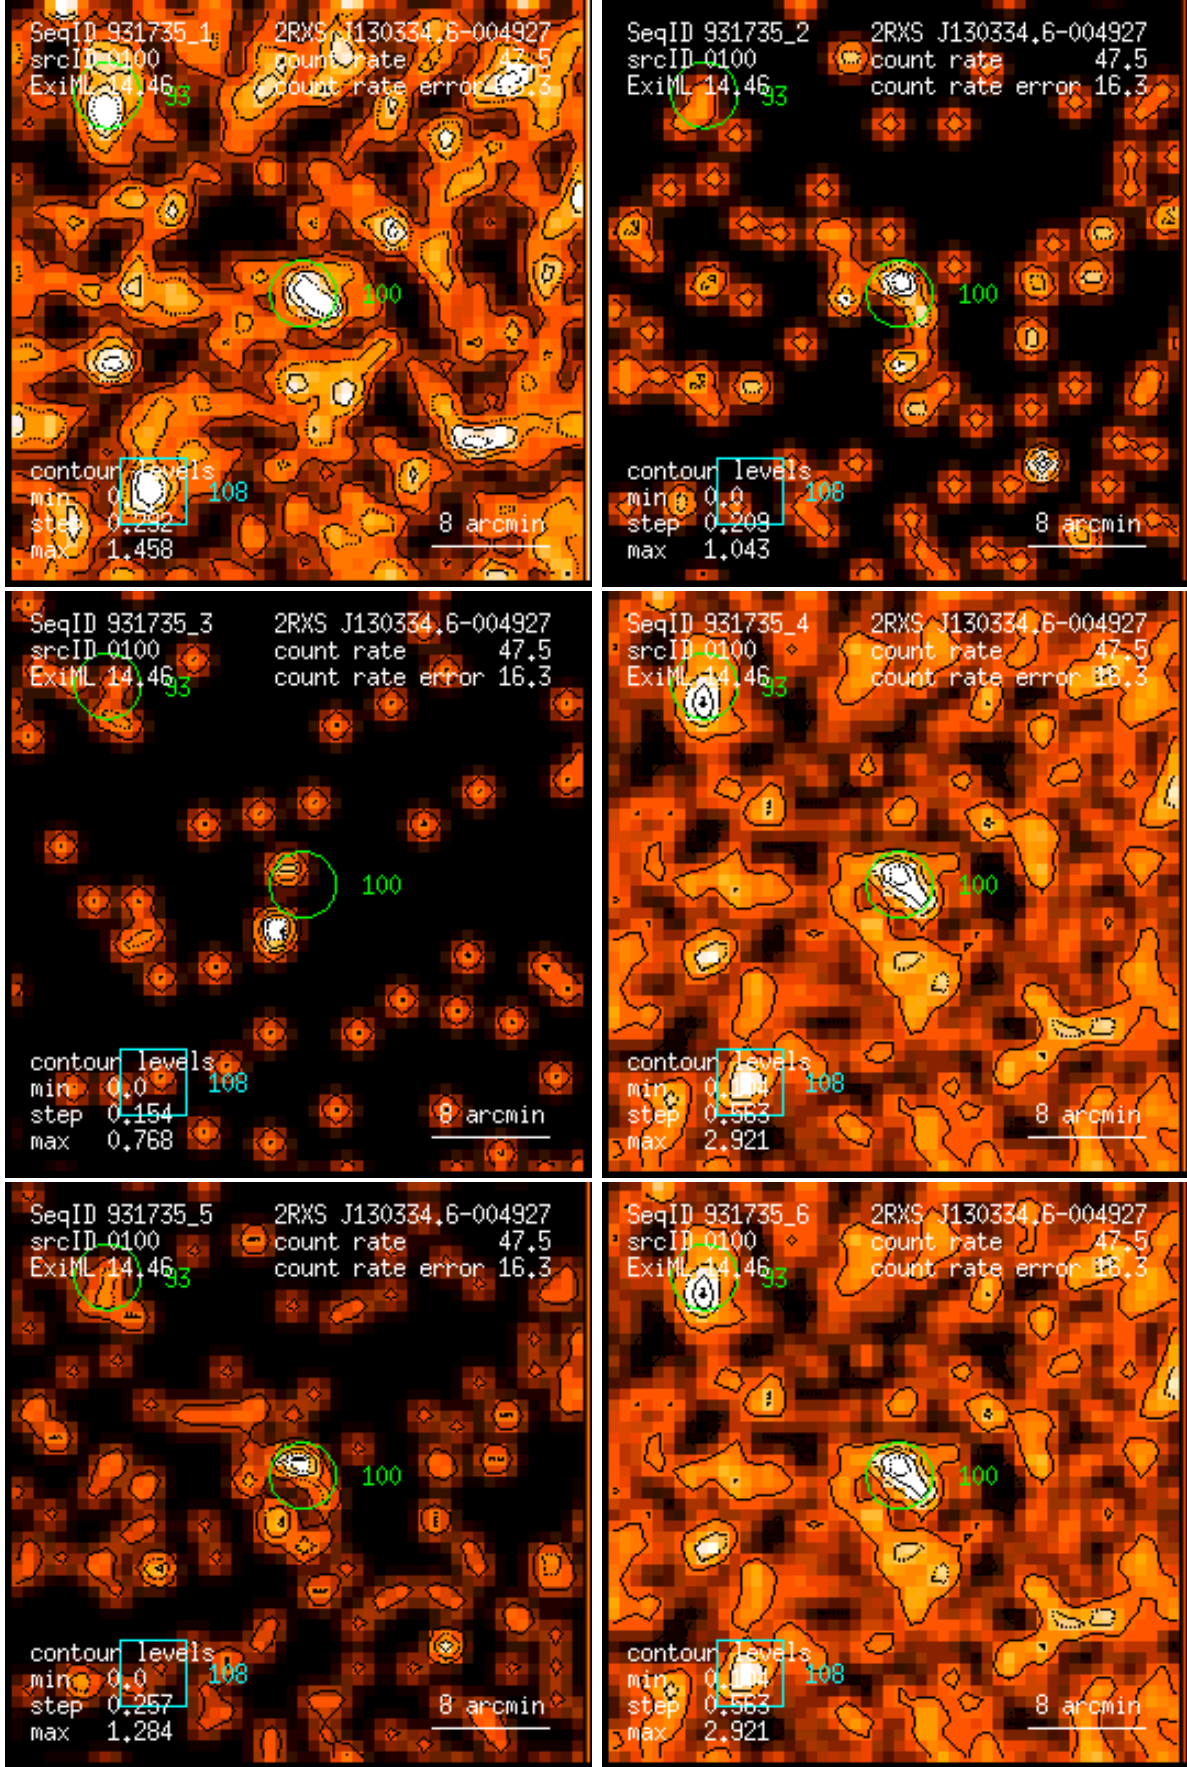 SeqID 931735_1 2RXS J130334.6-004927
srcID 0100 count rate 47.5
ExiML 14.46 count rate error 16.3
93
100
contour levels
108
min 0.
step 0.292 8 arcmin
max 1.458
SeqID 931735_2 2RXS J130334.6-004927
srcID 0100 count rate 47.5
ExiML 14.46 count rate error 16.3
93
100
contour levels
108
min 0.0
step 0.209 8 arcmin
max 1.043
SeqID 931735_3 2RXS J130334.6-004927
srcID 0100 count rate 47.5
ExiML 14.46 count rate error 16.3
93
100
contour levels
108
min 0.0
step 0.154 8 arcmin
max 0.768
SeqID 931735_4 2RXS J130334.6-004927
srcID 0100 count rate 47.5
ExiML 14.46 count rate error 16.3
93
100
contour levels
108
min
step 0.563 8 arcmin
max 2.921
SeqID 931735_5 2RXS J130334.6-004927
srcID 0100 count rate 47.5
ExiML 14.46 count rate error 16.3
93
100
contour levels
108
min 0.0
step 0.257 8 arcmin
max 1.284
SeqID 931735_6 2RXS J130334.6-004927
srcID 0100 count rate 47.5
ExiML 14.46 count rate error 16.3
93
100
contour levels
108
min
step 0.563 8 arcmin
max 2.921